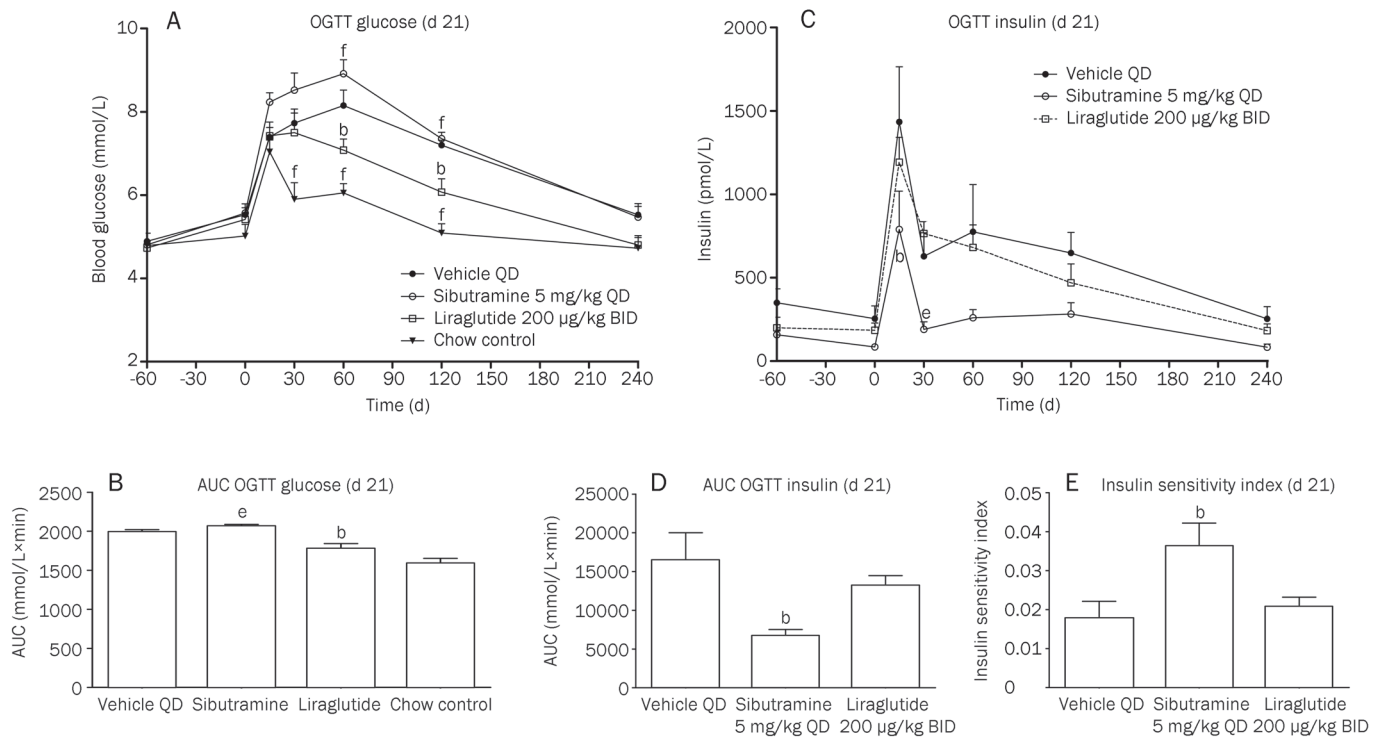 A
OGTT glucose (d 21)
10
8
6
4
2
Blood glucose (mmol/L)
f
f
b
b
f
f
f
Vehicle QD
Sibutramine 5 mg/kg QD
Liraglutide 200 µg/kg BID
Chow control
-60 0 30 60 120 150 180 210 240
Time (d)
C
OGTT insulin (d 21)
2000
1500
1000
500
0
Insulin (pmol/L)
Vehicle QD
Sibutramine 5 mg/kg QD
Liraglutide 200 µg/kg BID
b
e
-60 -30 0 30 60 90 120 150 180 210 240
Time (d)
B
AUC OGTT glucose (d 21)
2500
2000
1500
1000
500
0
AUC (mmol/L×min)
e
b
Vehicle QD Sibutramine Liraglutide Chow control
D
AUC OGTT insulin (d 21)
25000
20000
15000
10000
5000
0
AUC (mmol/L×min)
b
Vehicle QD Sibutramine Liraglutide
5 mg/kg QD 200 µg/kg BID
E
Insulin sensitivity index (d 21)
0.05
0.04
0.03
0.02
0.01
0
Insulin sensitivity index
b
Vehicle QD Sibutramine Liraglutide
5 mg/kg QD 200 µg/kg BID